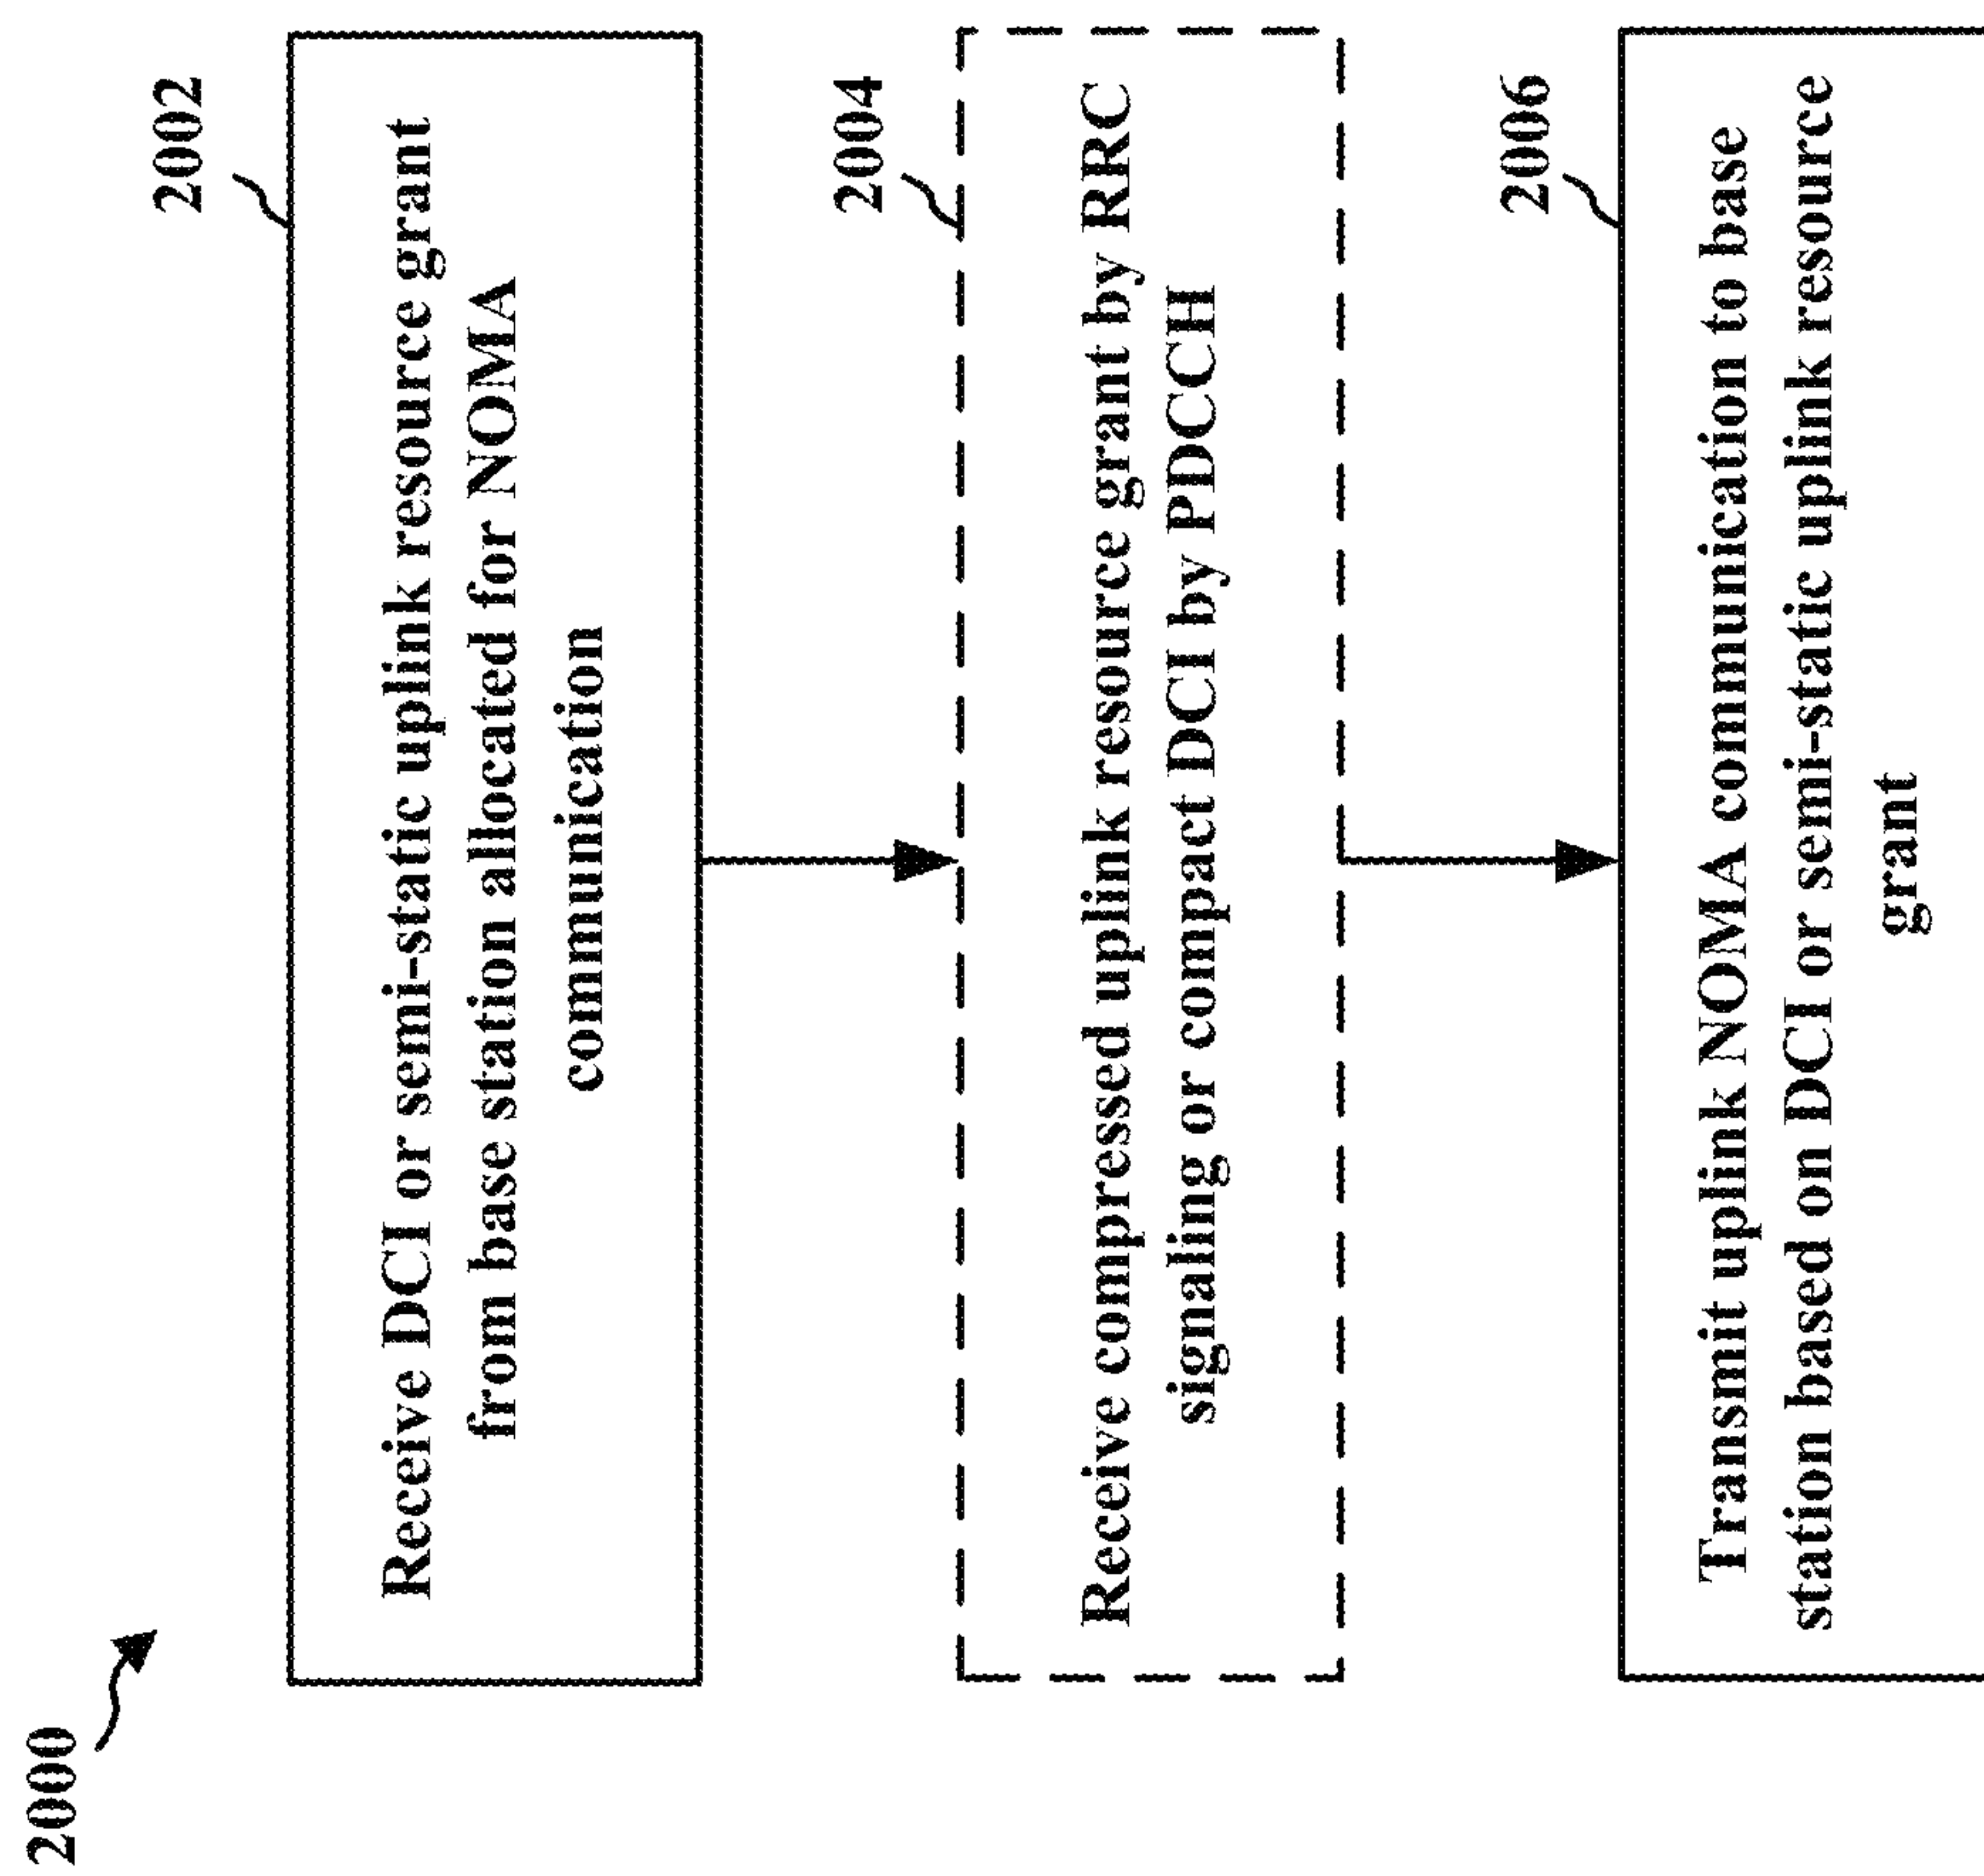 2000
2002
Receive DCI or semi-static uplink resource grant
from base station allocated for NOMA
communication
2004
Receive compressed uplink resource grant by RRC
signaling or compact DCI by PDCCH
2006
Transmit uplink NOMA communication to base
station based on DCI or semi-static uplink resource
grant